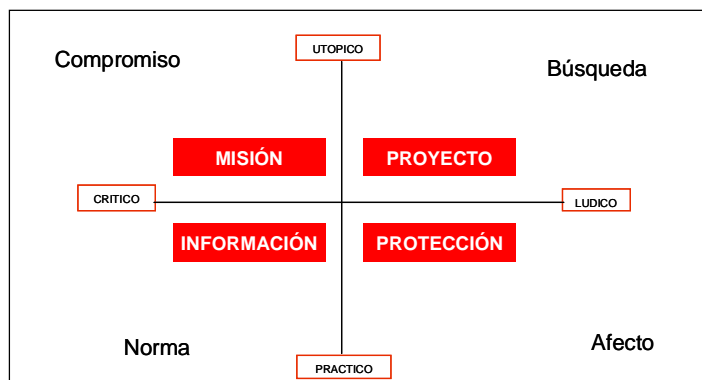 UTOPICO
Compromiso
Búsqueda
MISIÓN
PROYECTO
CRITICO
LUDICO
INFORMACIÓN
PROTECCIÓN
Norma
Afecto
PRACTICO